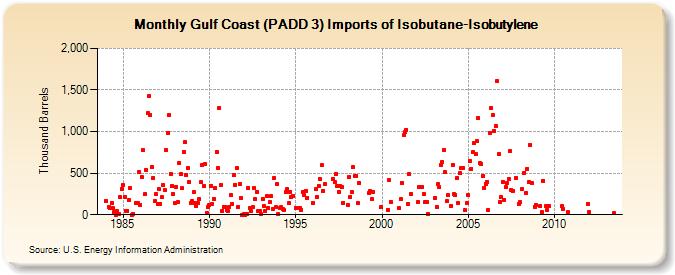 Monthly Gulf Coast (PADD 3) Imports of Isobutane-Isobutylene
Thousand Barrels
2,000
1,500
1,000
500
0
1985 1990 1995 2000 2005 2010
Source: U.S. Energy Information Administration